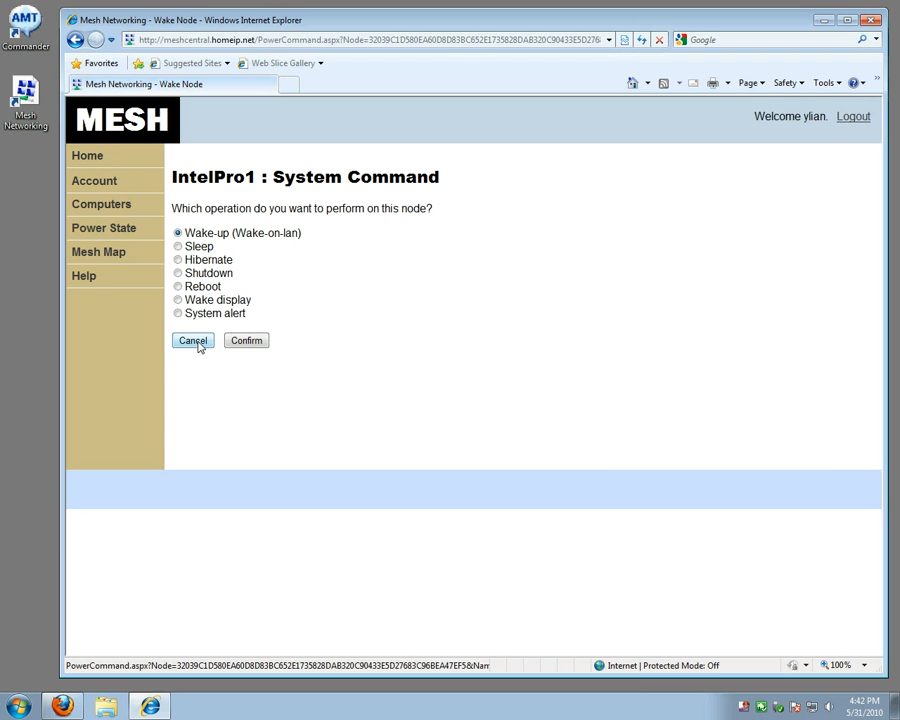 AMT
Commander
Mesh
Networking
Mesh Networking - Wake Node - Windows Internet Explorer
http://meshcentral.homeip.net/PowerCommand.aspx?Node=32039C1D580EA60D8D83BC652E1735828DAB320C90433E5D27683C96B
Google
Favorites
Suggested Sites
Web Slice Gallery
Mesh Networking - Wake Node
Page
Safety
Tools
MESH
Welcome ylian.
Logout
Home
Account
Computers
Power State
Mesh Map
Help
IntelPro1 : System Command
Which operation do you want to perform on this node?
Wake-up (Wake-on-lan)
Sleep
Hibernate
Shutdown
Reboot
Wake display
System alert
Cancel
Confirm
PowerCommand.aspx?Node=32039C1D580EA60D8D83BC652E1735828DAB320C90433E5D27683C96BEA47EF5&Nam
Internet | Protected Mode: Off
100%
4:42 PM
5/31/2010